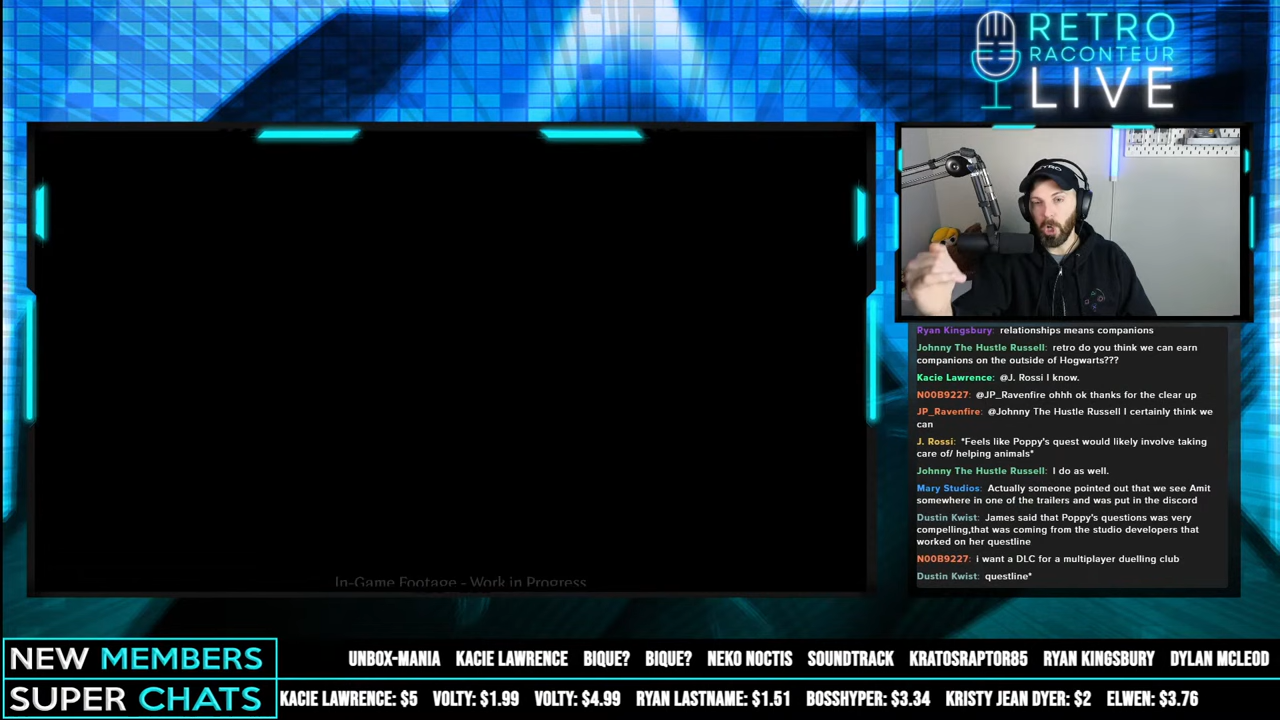 RETRO
RACONTEUR
LIVE
Ryan Kingsbury: relationships means companions
Johnny The Hustle Russell: retro do you think we can earn
companions on the outside of Hogwarts???
Kacie Lawrence: @J. Rossi I know.
N00B9227: @JP_Ravenfire ohhh ok thanks for the clear up
JP_Ravenfire: @Johnny The Hustle Russell I certainly think we
can
J. Rossi: *Feels like Poppy's quest would likely involve taking
care of/ helping animals*
Johnny The Hustle Russell: I do as well.
Mary Studios: Actually someone pointed out that we see Amit
somewhere in one of the trailers and was put in the discord
Dustin Kwist: James said that Poppy's questions was very
compelling,that was coming from the studio developers that
worked on her questline
N00B9227: i want a DLC for a multiplayer duelling club
Dustin Kwist: questline*
In-Game Footage - Work in Progress
NEW MEMBERS UNBOX-MANIA KACIE LAWRENCE BIQUE? BIQUE? NEKO NOCTIS SOUNDTRACK KRATOSRAPTOR85 RYAN KINGSBURY DYLAN MCLEOD
SUPER CHATS KACIE LAWRENCE: $5 VOLTY: $1.99 VOLTY: $4.99 RYAN LASTNAME: $1.51 BOSSHYPER: $3.34 KRISTY JEAN DYER: $2 ELWEN: $3.76